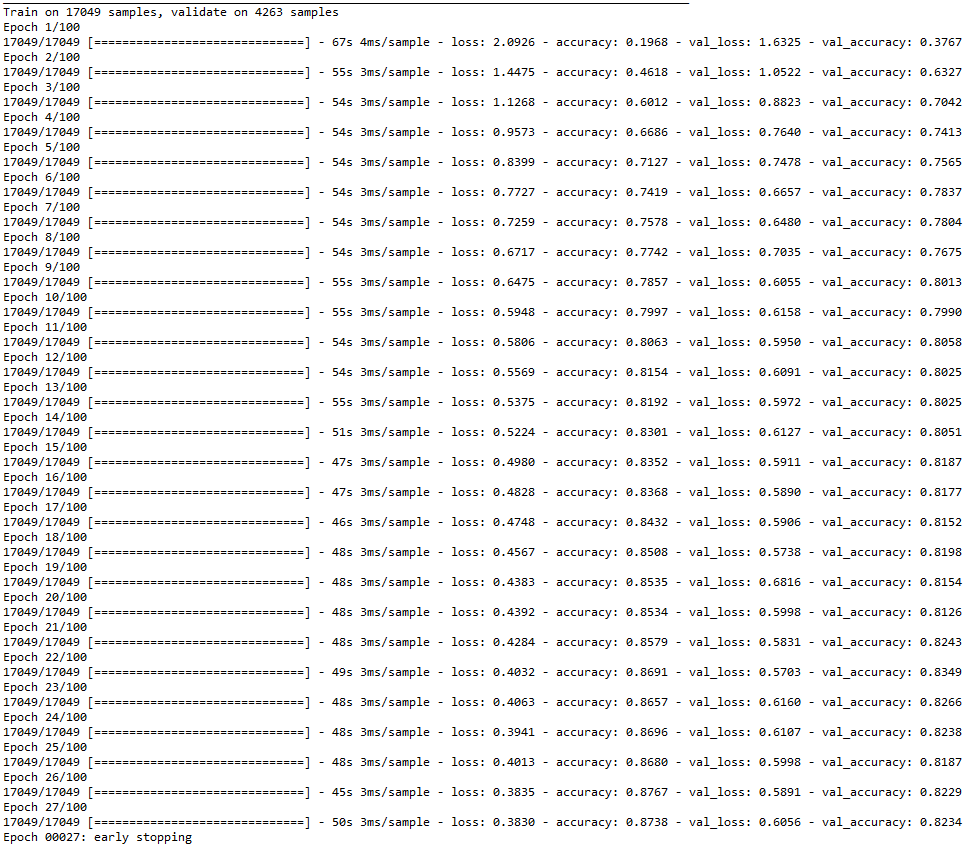 Train on 17049 samples, validate on 4263 samples
Epoch 1/100
17049/17049 [==============================] - 67s 4ms/sample - loss: 2.0926 - accuracy: 0.1968 - val_loss: 1.6325 - val_accuracy: 0.3767
Epoch 2/100
17049/17049 [==============================] - 55s 3ms/sample - loss: 1.4475 - accuracy: 0.4618 - val_loss: 1.0522 - val_accuracy: 0.6327
Epoch 3/100
17049/17049 [==============================] - 54s 3ms/sample - loss: 1.1268 - accuracy: 0.6012 - val_loss: 0.8823 - val_accuracy: 0.7042
Epoch 4/100
17049/17049 [==============================] - 54s 3ms/sample - loss: 0.9573 - accuracy: 0.6686 - val_loss: 0.7640 - val_accuracy: 0.7413
Epoch 5/100
17049/17049 [==============================] - 54s 3ms/sample - loss: 0.8399 - accuracy: 0.7127 - val_loss: 0.7478 - val_accuracy: 0.7565
Epoch 6/100
17049/17049 [==============================] - 54s 3ms/sample - loss: 0.7727 - accuracy: 0.7419 - val_loss: 0.6657 - val_accuracy: 0.7837
Epoch 7/100
17049/17049 [==============================] - 54s 3ms/sample - loss: 0.7259 - accuracy: 0.7578 - val_loss: 0.6480 - val_accuracy: 0.7804
Epoch 8/100
17049/17049 [==============================] - 54s 3ms/sample - loss: 0.6717 - accuracy: 0.7742 - val_loss: 0.7035 - val_accuracy: 0.7675
Epoch 9/100
17049/17049 [==============================] - 55s 3ms/sample - loss: 0.6475 - accuracy: 0.7857 - val_loss: 0.6055 - val_accuracy: 0.8013
Epoch 10/100
17049/17049 [==============================] - 55s 3ms/sample - loss: 0.5948 - accuracy: 0.7997 - val_loss: 0.6158 - val_accuracy: 0.7990
Epoch 11/100
17049/17049 [==============================] - 54s 3ms/sample - loss: 0.5806 - accuracy: 0.8063 - val_loss: 0.5950 - val_accuracy: 0.8058
Epoch 12/100
17049/17049 [==============================] - 54s 3ms/sample - loss: 0.5569 - accuracy: 0.8154 - val_loss: 0.6091 - val_accuracy: 0.8025
Epoch 13/100
17049/17049 [==============================] - 55s 3ms/sample - loss: 0.5375 - accuracy: 0.8192 - val_loss: 0.5972 - val_accuracy: 0.8025
Epoch 14/100
17049/17049 [==============================] - 51s 3ms/sample - loss: 0.5224 - accuracy: 0.8301 - val_loss: 0.6127 - val_accuracy: 0.8051
Epoch 15/100
17049/17049 [==============================] - 47s 3ms/sample - loss: 0.4980 - accuracy: 0.8352 - val_loss: 0.5911 - val_accuracy: 0.8187
Epoch 16/100
17049/17049 [==============================] - 47s 3ms/sample - loss: 0.4828 - accuracy: 0.8368 - val_loss: 0.5890 - val_accuracy: 0.8177
Epoch 17/100
17049/17049 [==============================] - 46s 3ms/sample - loss: 0.4748 - accuracy: 0.8432 - val_loss: 0.5906 - val_accuracy: 0.8152
Epoch 18/100
17049/17049 [==============================] - 48s 3ms/sample - loss: 0.4567 - accuracy: 0.8508 - val_loss: 0.5738 - val_accuracy: 0.8198
Epoch 19/100
17049/17049 [==============================] - 48s 3ms/sample - loss: 0.4383 - accuracy: 0.8535 - val_loss: 0.6816 - val_accuracy: 0.8154
Epoch 20/100
17049/17049 [==============================] - 48s 3ms/sample - loss: 0.4392 - accuracy: 0.8534 - val_loss: 0.5998 - val_accuracy: 0.8126
Epoch 21/100
17049/17049 [==============================] - 48s 3ms/sample - loss: 0.4284 - accuracy: 0.8579 - val_loss: 0.5831 - val_accuracy: 0.8243
Epoch 22/100
17049/17049 [==============================] - 49s 3ms/sample - loss: 0.4032 - accuracy: 0.8691 - val_loss: 0.5703 - val_accuracy: 0.8349
Epoch 23/100
17049/17049 [==============================] - 48s 3ms/sample - loss: 0.4063 - accuracy: 0.8657 - val_loss: 0.6160 - val_accuracy: 0.8266
Epoch 24/100
17049/17049 [==============================] - 48s 3ms/sample - loss: 0.3941 - accuracy: 0.8696 - val_loss: 0.6107 - val_accuracy: 0.8238
Epoch 25/100
17049/17049 [==============================] - 48s 3ms/sample - loss: 0.4013 - accuracy: 0.8680 - val_loss: 0.5998 - val_accuracy: 0.8187
Epoch 26/100
17049/17049 [==============================] - 45s 3ms/sample - loss: 0.3835 - accuracy: 0.8767 - val_loss: 0.5891 - val_accuracy: 0.8229
Epoch 27/100
17049/17049 [==============================] - 50s 3ms/sample - loss: 0.3830 - accuracy: 0.8738 - val_loss: 0.6056 - val_accuracy: 0.8234
Epoch 00027: early stopping